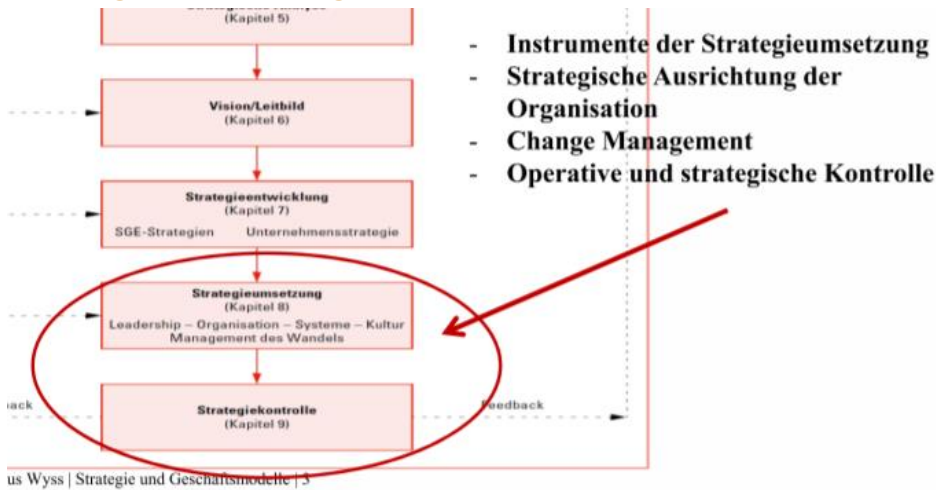 (Kapitel 5)
Vision/Leitbild
(Kapitel 6)
Strategieentwicklung
(Kapitel 7)
SGE-Strategien Unternehmensstrategie
Strategieumsetzung
(Kapitel 8)
Leadership – Organisation – Systeme – Kultur
Management des Wandels
Strategiekontrolle
(Kapitel 9)
Feedback
- Instrumente der Strategieumsetzung
- Strategische Ausrichtung der
Organisation
- Change Management
- Operative und strategische Kontrolle
us Wyss | Strategie und Geschäftsmodelle | 3